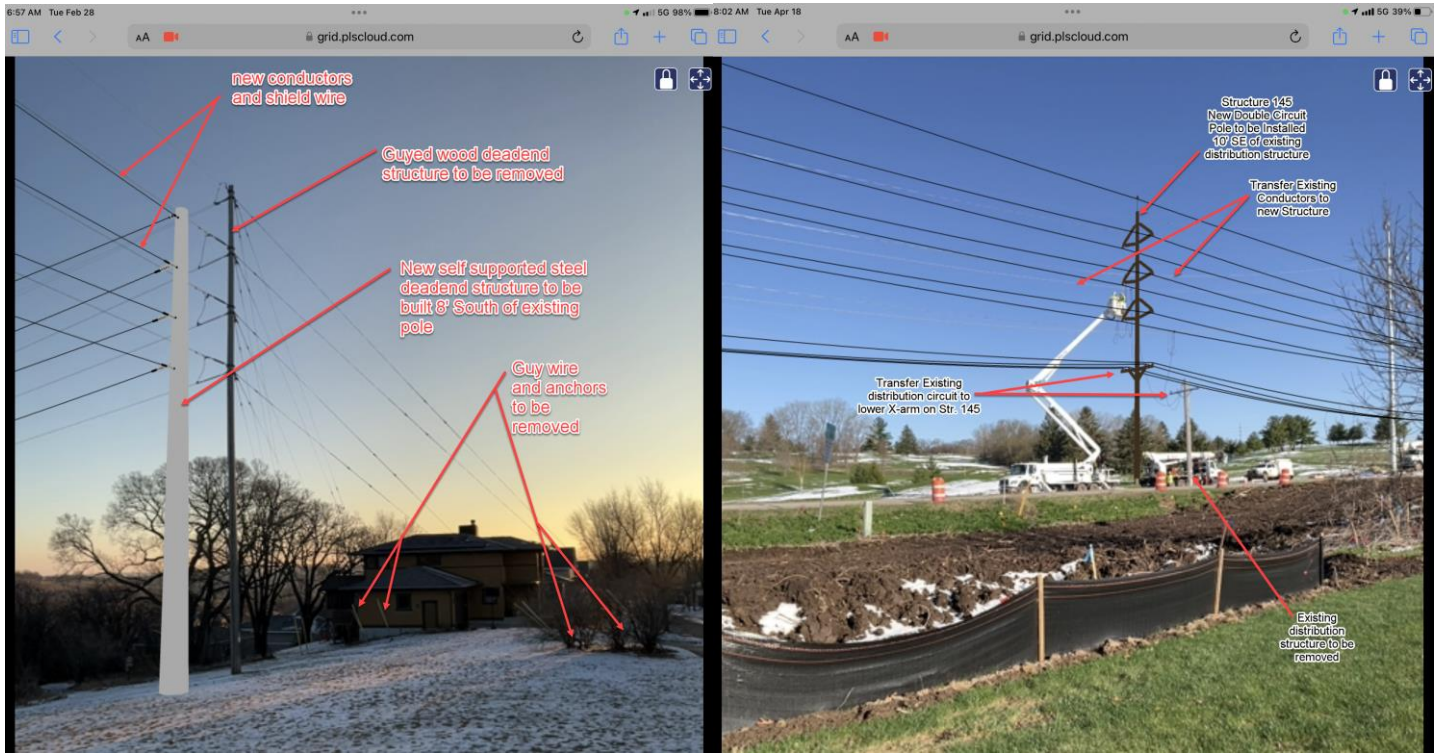 6:57 AM Tue Feb 28
5G 98%
AA
grid.plscloud.com
new conductors
and shield wire
Guyed wood deadend
structure to be removed
New self supported steel
deadend structure to be
built 8' South of existing
pole
Guy wire
and anchors
to be
removed
8:02 AM Tue Apr 18
5G 39%
AA
grid.plscloud.com
Structure 145
New Double Circuit
Pole to be Installed
10' SE of existing
distribution structure
Transfer Existing
Conductors to
new Structure
Transfer Existing
distribution circuit to
lower X-arm on Str. 145
Existing
distribution
structure to be
removed